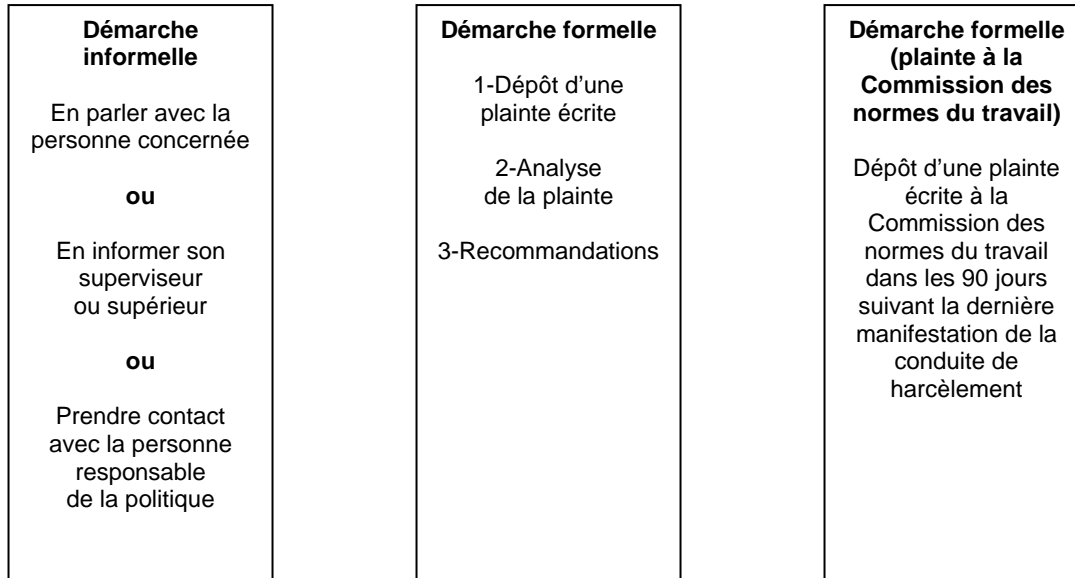 Démarche
informelle
En parler avec la
personne concernée
ou
En informer son
superviseur
ou supérieur
ou
Prendre contact
avec la personne
responsable
de la politique
Démarche formelle
1-Dépôt d’une
plainte écrite
2-Analyse
de la plainte
3-Recommandations
Démarche formelle
(plainte à la
Commission des
normes du travail)
Dépôt d’une plainte
écrite à la
Commission des
normes du travail
dans les 90 jours
suivant la dernière
manifestation de la
conduite de
harcèlement